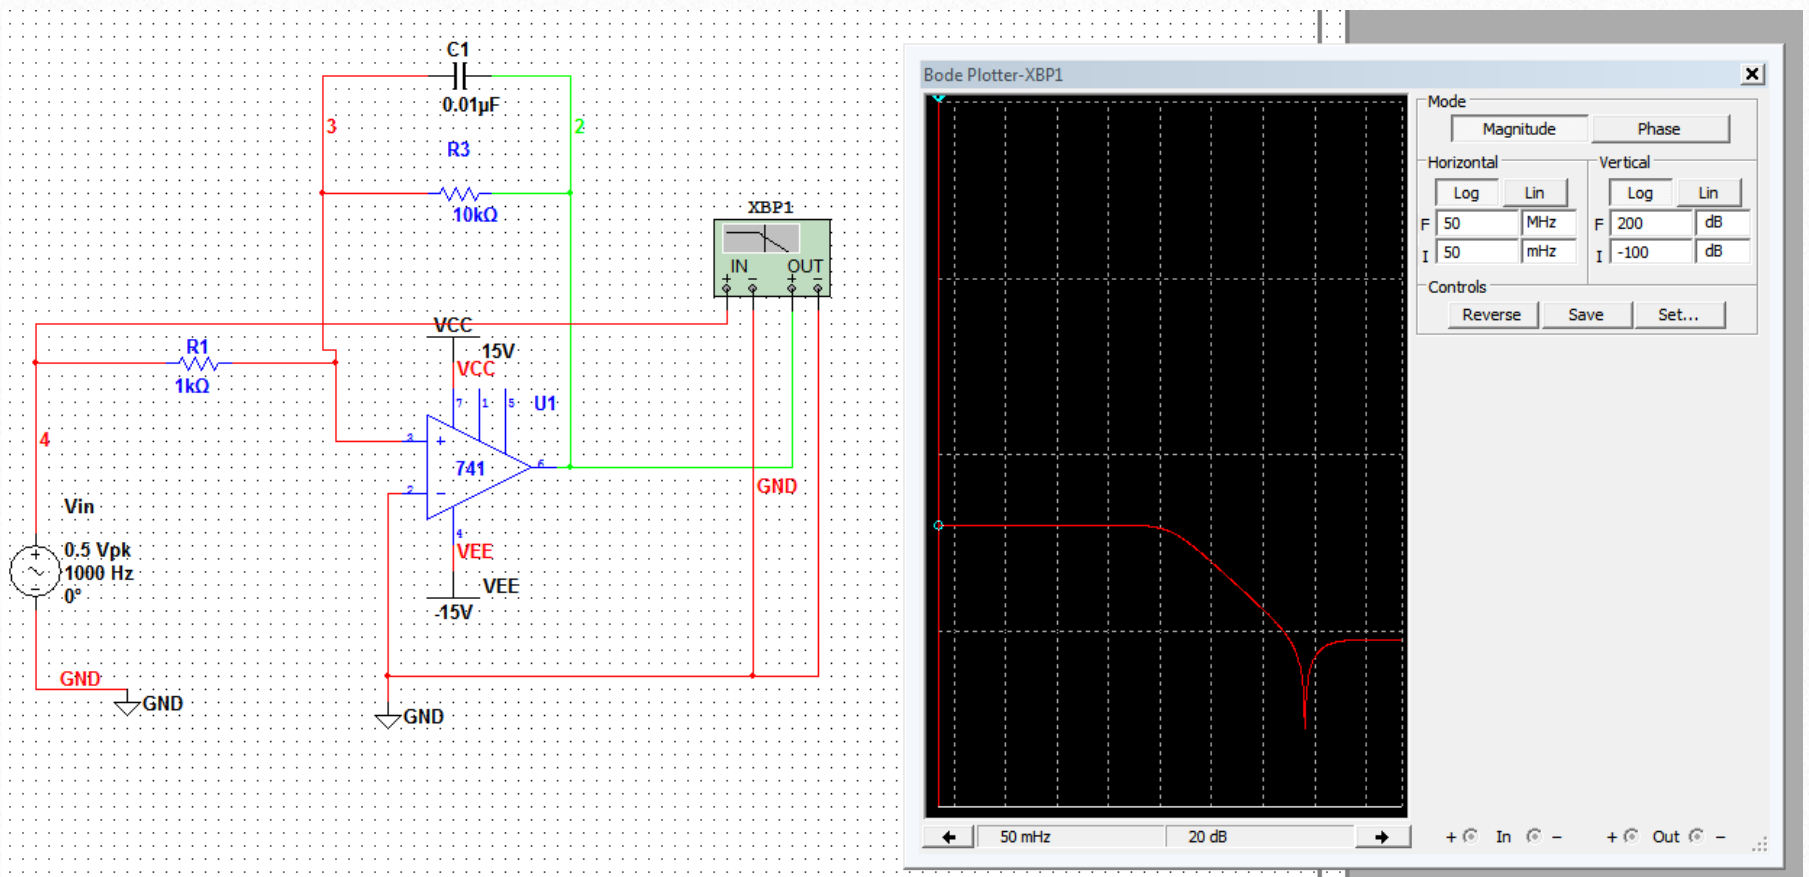 C1
0.01µF
3
2
R3
10kΩ
XBP1
IN OUT
+ − + −
VCC
15V
VCC
R1
1kΩ
7 1 5 U1
4
3 +
741
6
2 −
GND
Vin
4
VEE
0.5 Vpk
1000 Hz
0°
VEE
-15V
GND
GND
GND
Bode Plotter-XBP1
Mode
Magnitude Phase
Horizontal Vertical
Log Lin Log Lin
F 50 MHz F 200 dB
I 50 mHz I -100 dB
Controls
Reverse Save Set...
50 mHz 20 dB
+ In − + Out −